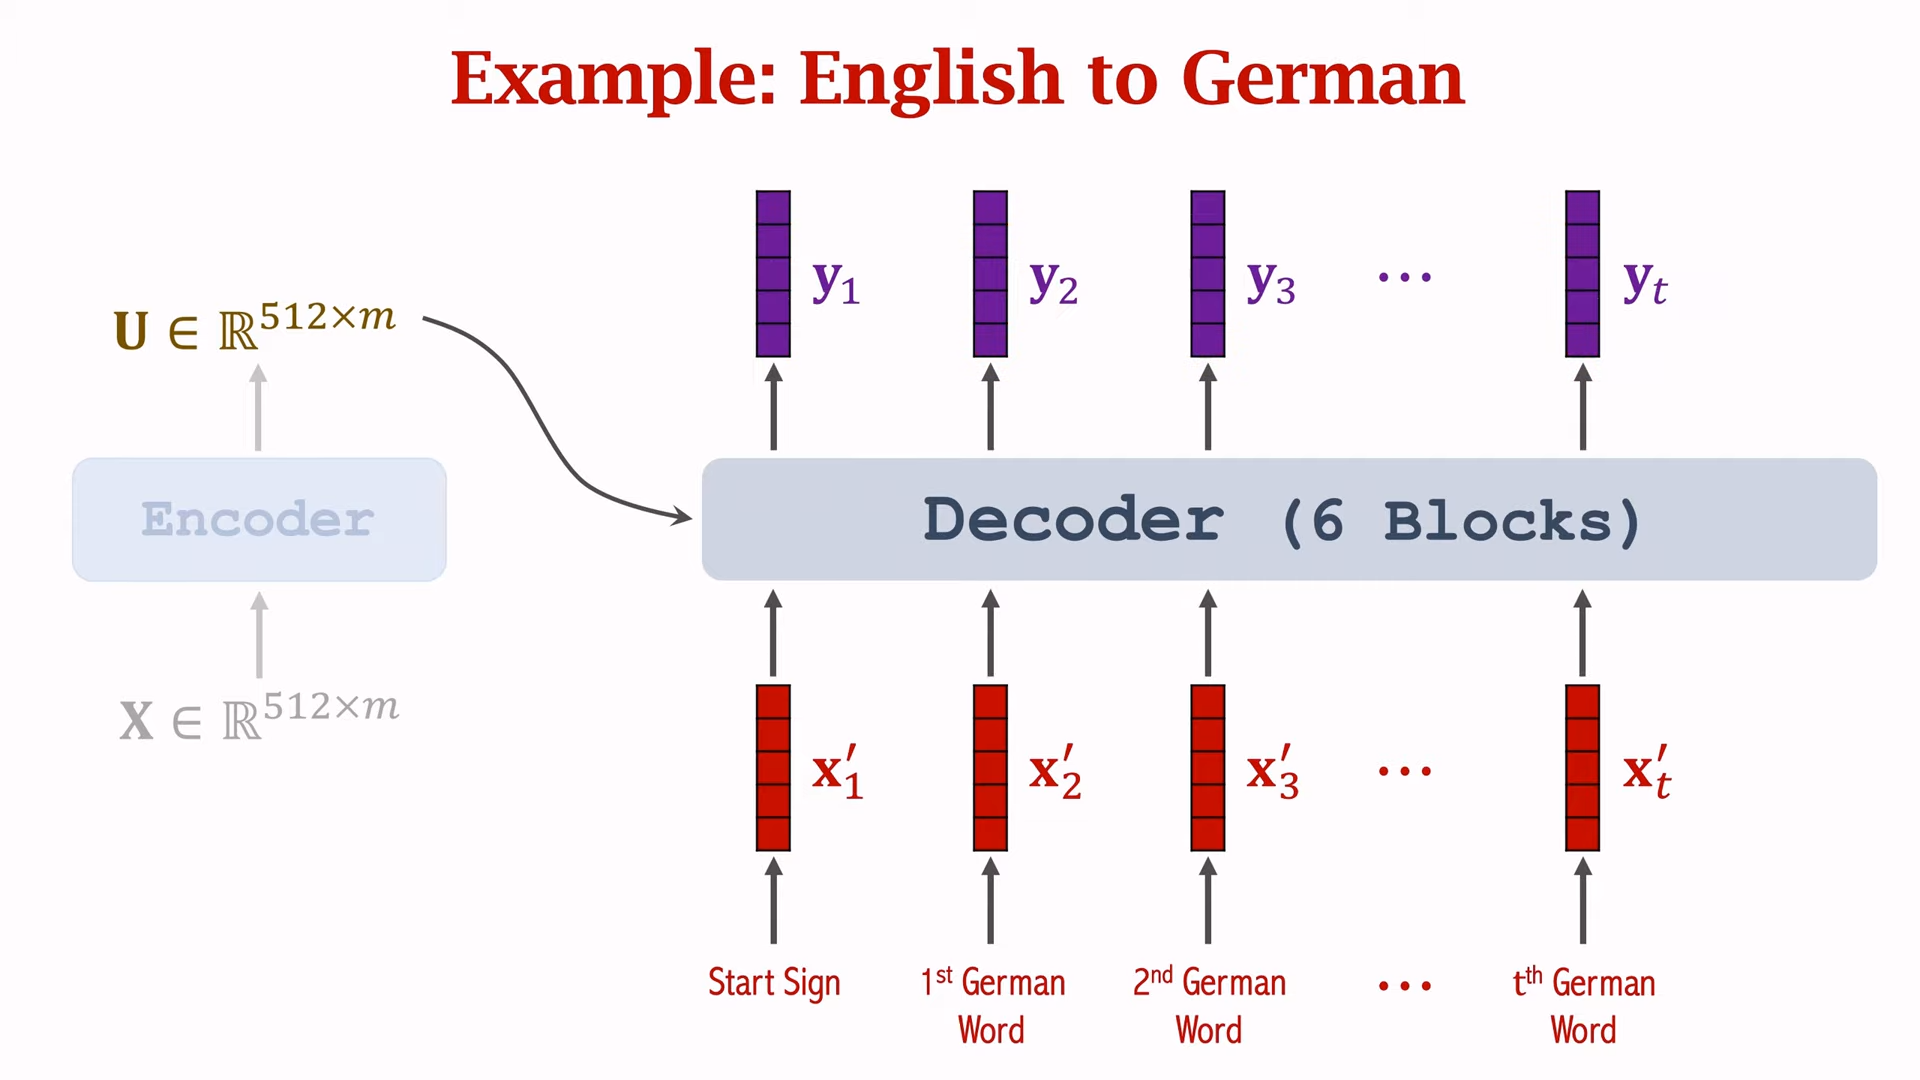 Example: English to German
y₁ y₂ y₃ ⋯ yₜ
U ∈ ℝ^{512×m}
Encoder
Decoder (6 Blocks)
X ∈ ℝ^{512×m}
x′₁ x′₂ x′₃ ⋯ x′ₜ
Start Sign 1st German Word 2nd German Word ⋯ tth German Word